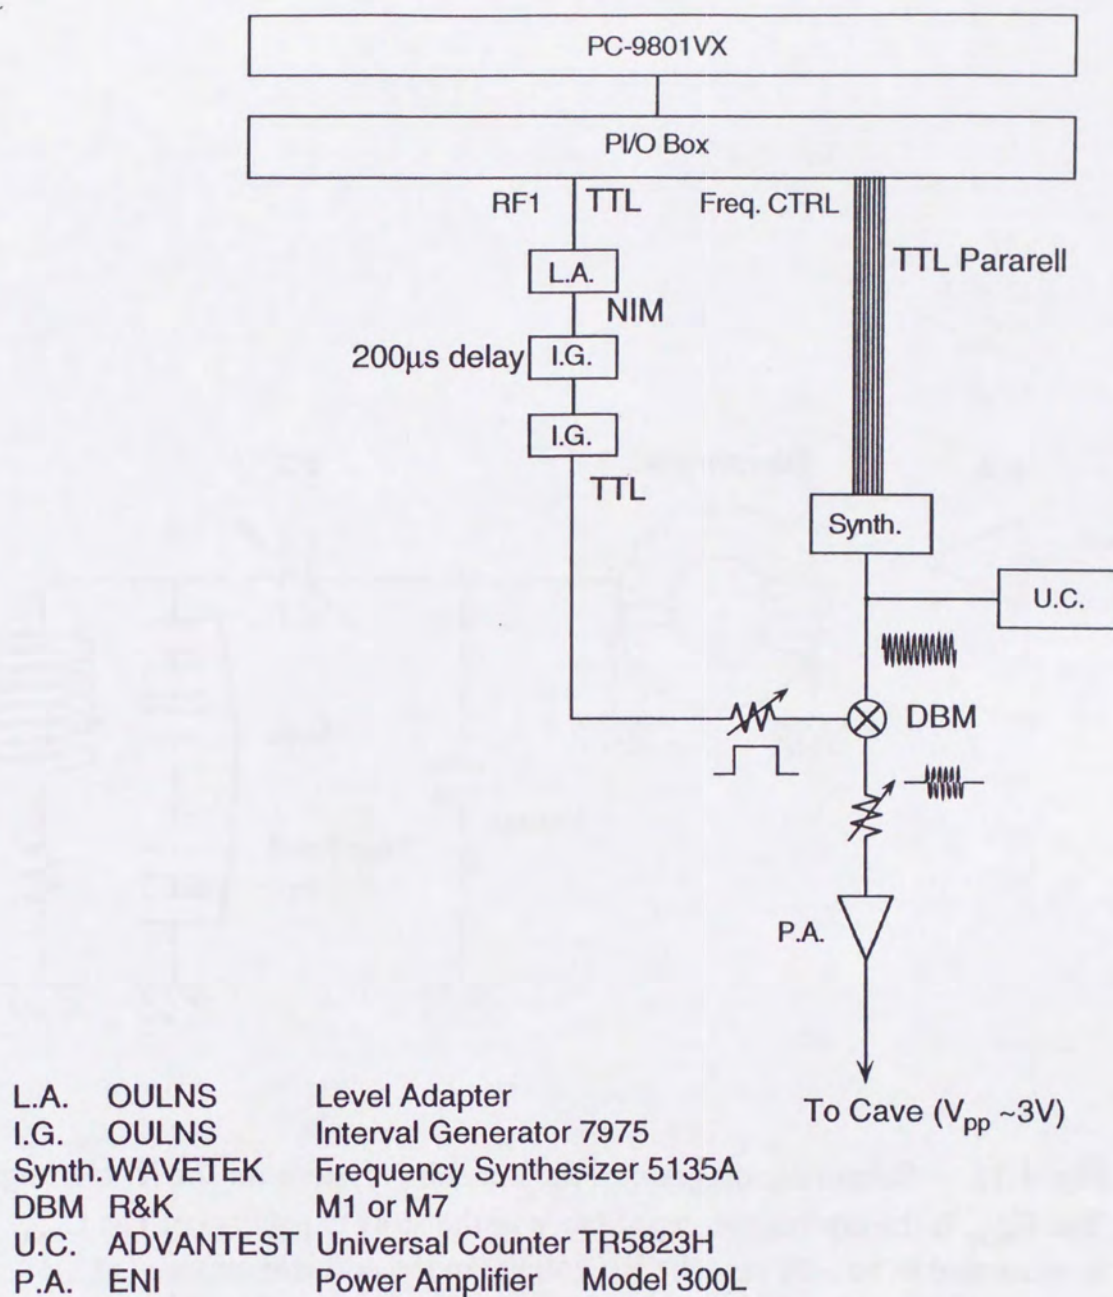 PC-9801VX
PI/O Box
RF1 TTL Freq. CTRL
TTL Pararell
L.A.
NIM
200μs delay I.G.
I.G.
TTL
Synth.
U.C.
DBM
P.A.
To Cave (Vpp ~3V)
L.A. OULNS Level Adapter
I.G. OULNS Interval Generator 7975
Synth. WAVETEK Frequency Synthesizer 5135A
DBM R&K M1 or M7
U.C. ADVANTEST Universal Counter TR5823H
P.A. ENI Power Amplifier Model 300L